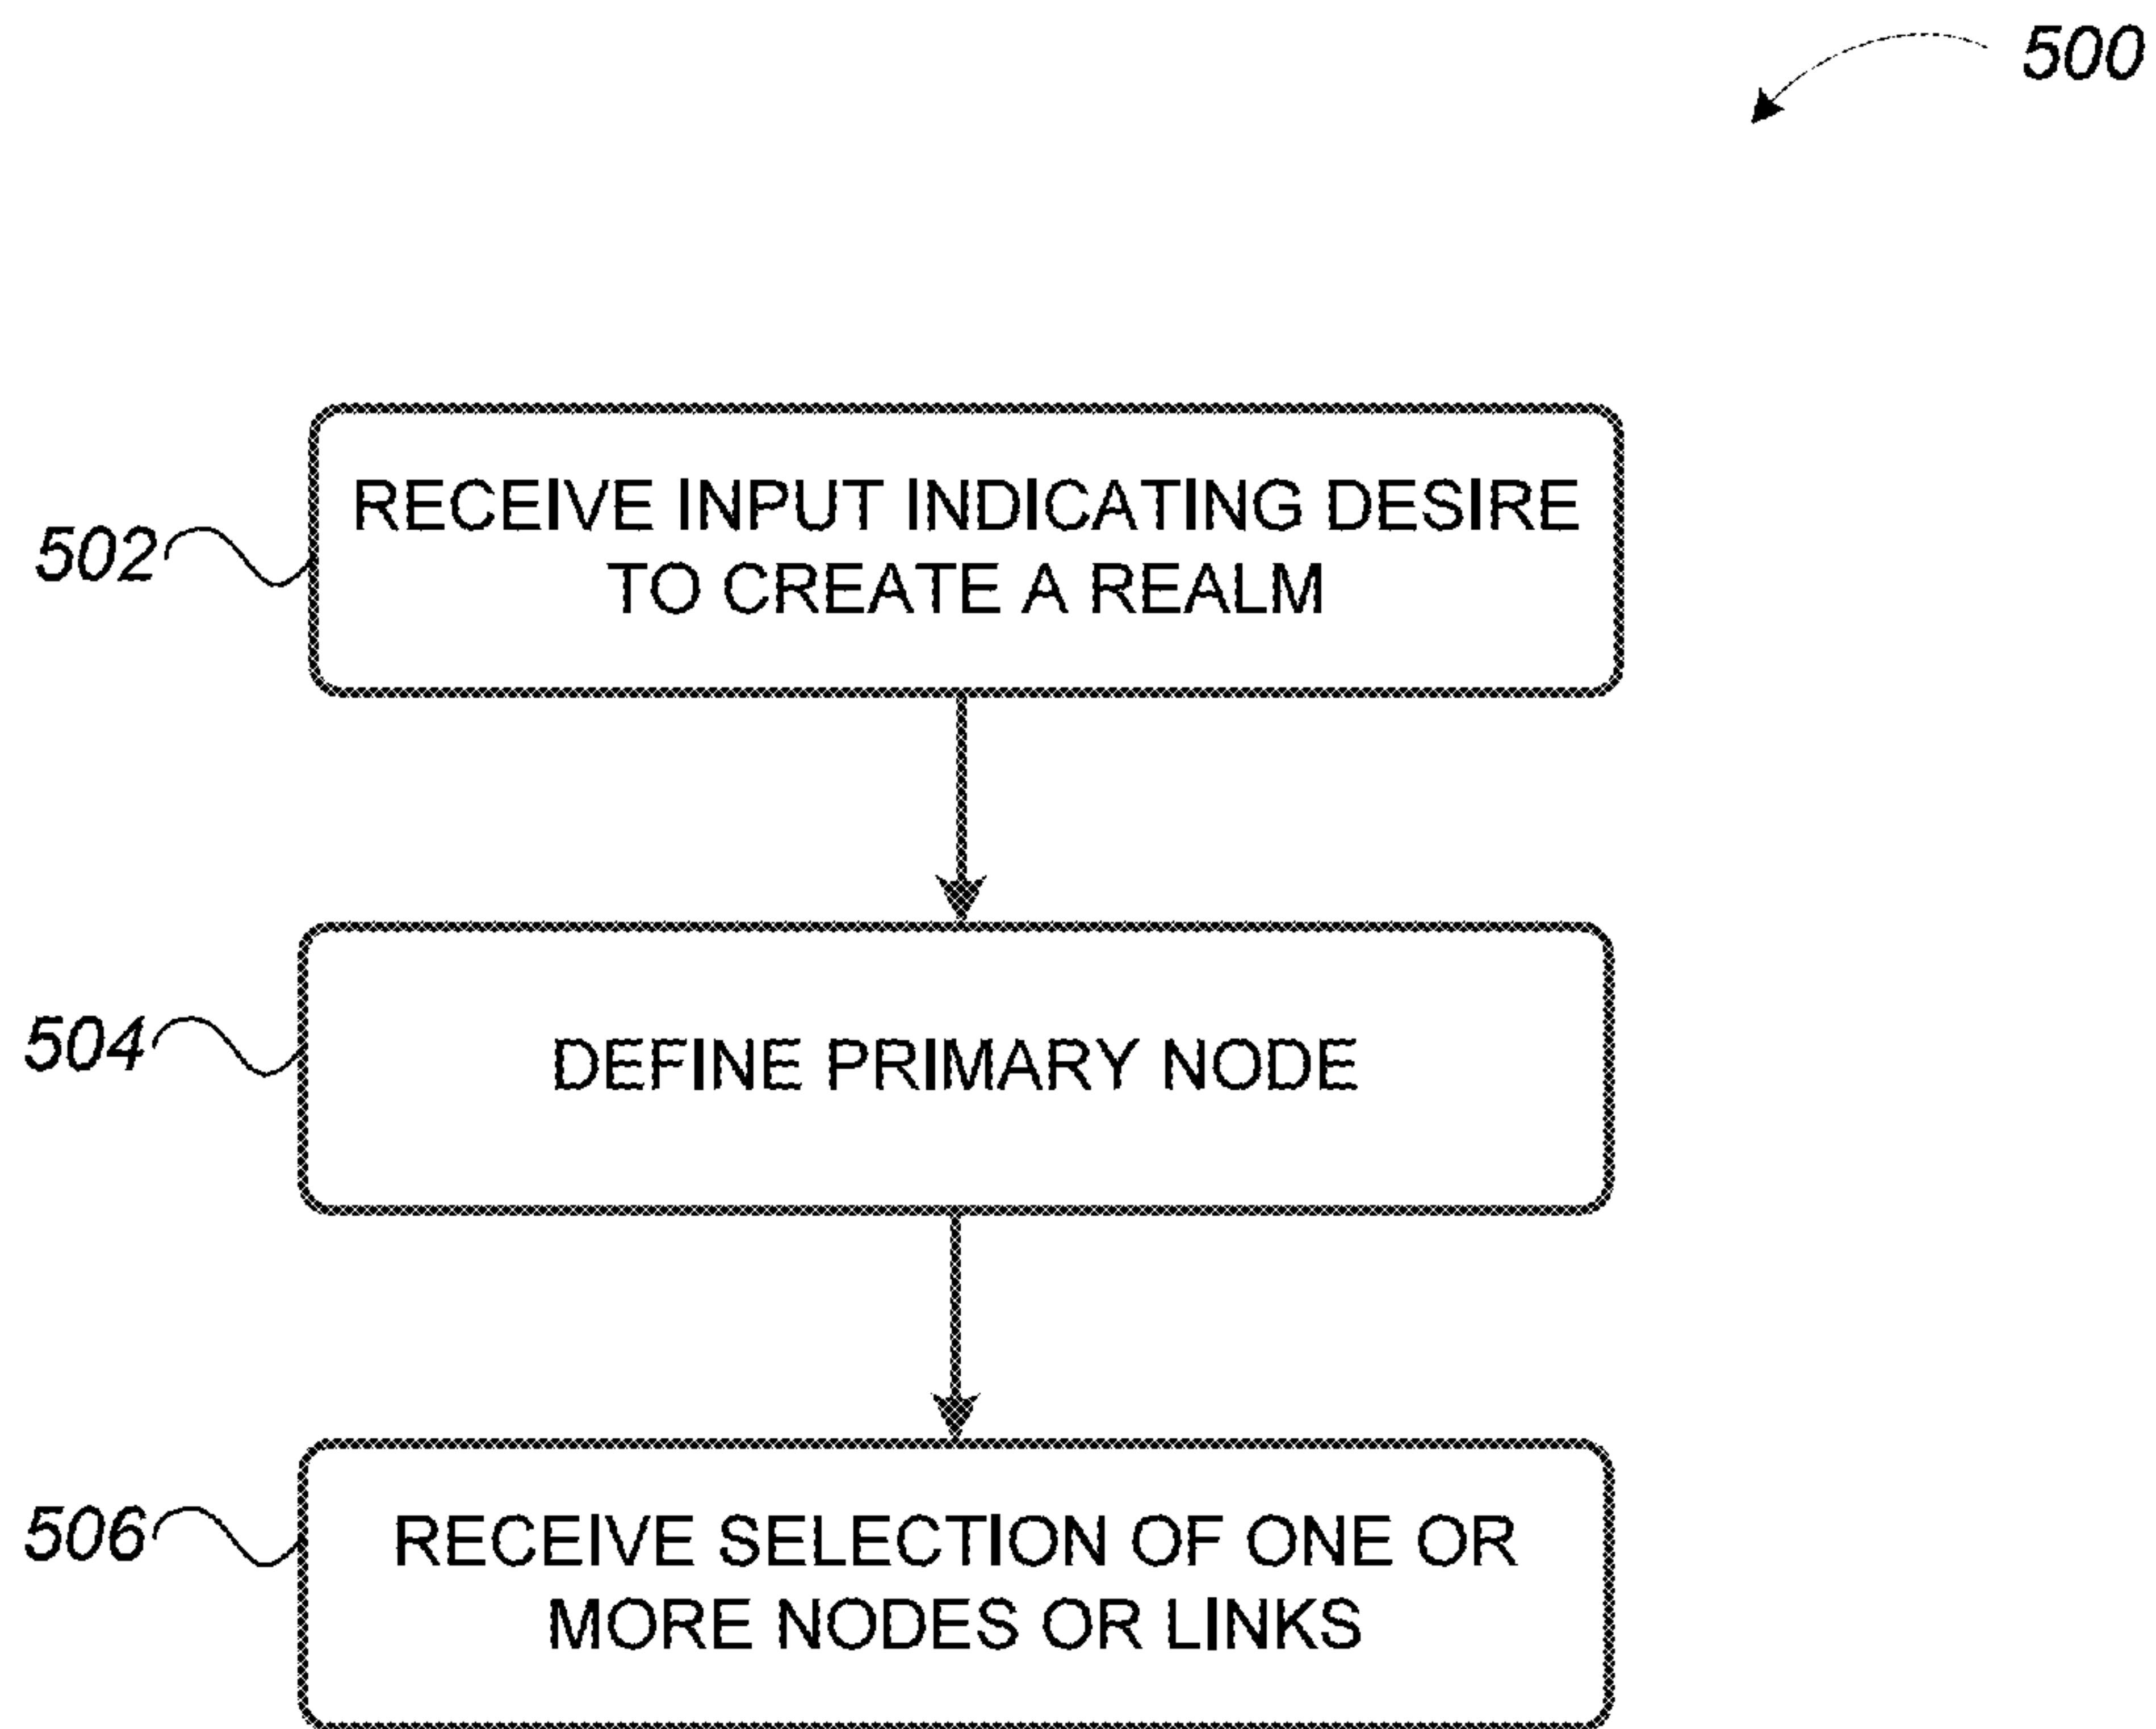 500
502
RECEIVE INPUT INDICATING DESIRE
TO CREATE A REALM
504
DEFINE PRIMARY NODE
506
RECEIVE SELECTION OF ONE OR
MORE NODES OR LINKS